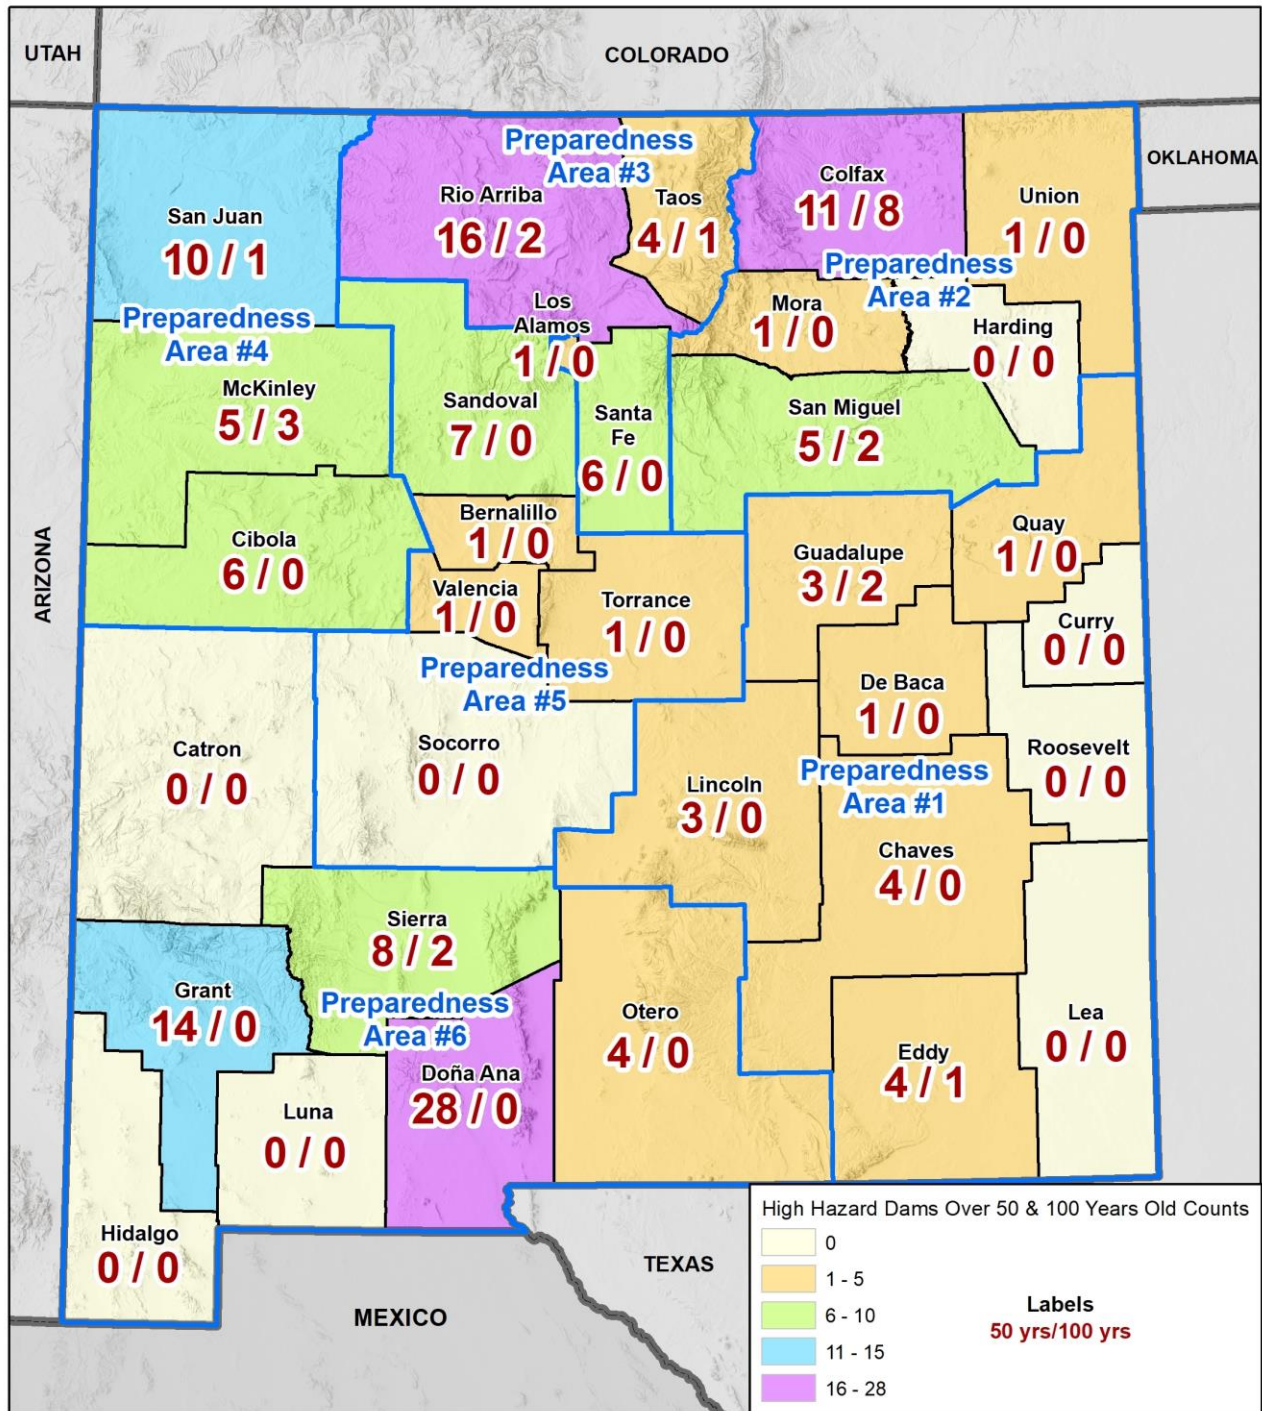 UTAH
COLORADO
OKLAHOMA
ARIZONA
Preparedness
Area #3
Rio Arriba
16 / 2
Taos
4 / 1
Colfax
11 / 8
Union
1 / 0
San Juan
10 / 1
Preparedness
Area #2
Preparedness
Area #4
Los
Alamos
1 / 0
Mora
1 / 0
Harding
0 / 0
McKinley
5 / 3
Sandoval
7 / 0
Santa
Fe
6 / 0
San Miguel
5 / 2
Cibola
6 / 0
Bernalillo
1 / 0
Guadalupe
3 / 2
Quay
1 / 0
Valencia
1 / 0
Torrance
1 / 0
Curry
0 / 0
Preparedness
Area #5
De Baca
1 / 0
Catron
0 / 0
Socorro
0 / 0
Roosevelt
0 / 0
Lincoln
3 / 0
Preparedness
Area #1
Chaves
4 / 0
Sierra
8 / 2
Grant
14 / 0
Preparedness
Area #6
Otero
4 / 0
Lea
0 / 0
Doña Ana
28 / 0
Eddy
4 / 1
Luna
0 / 0
Hidalgo
0 / 0
TEXAS
MEXICO
High Hazard Dams Over 50 & 100 Years Old Counts
0
1 - 5
6 - 10
11 - 15
16 - 28
Labels
50 yrs/100 yrs